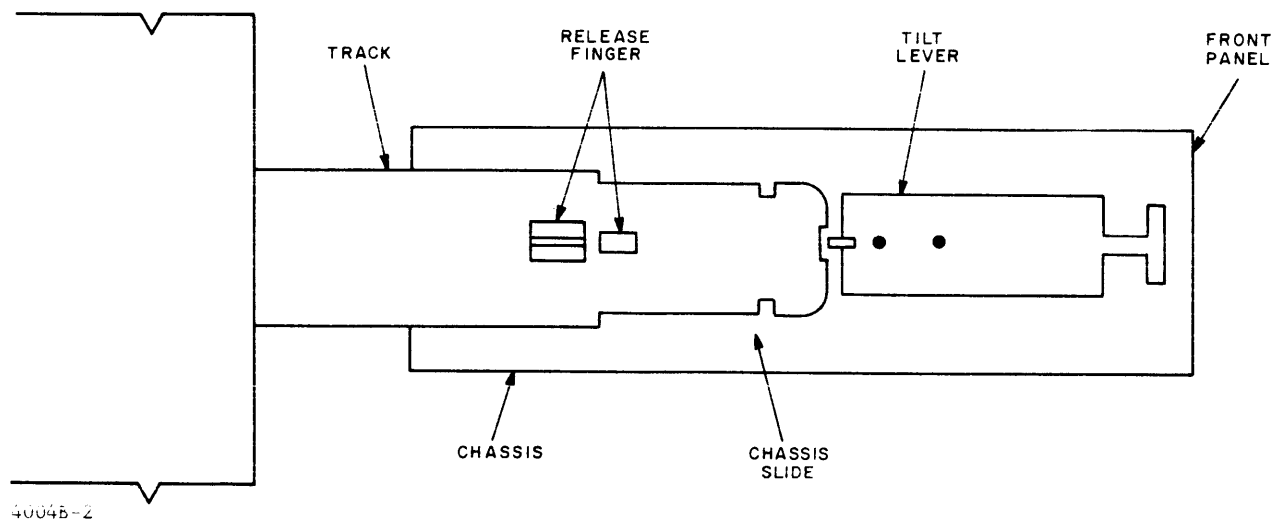 RELEASE
FINGER
TILT
LEVER
FRONT
PANEL
TRACK
CHASSIS
CHASSIS
SLIDE
4004B-2